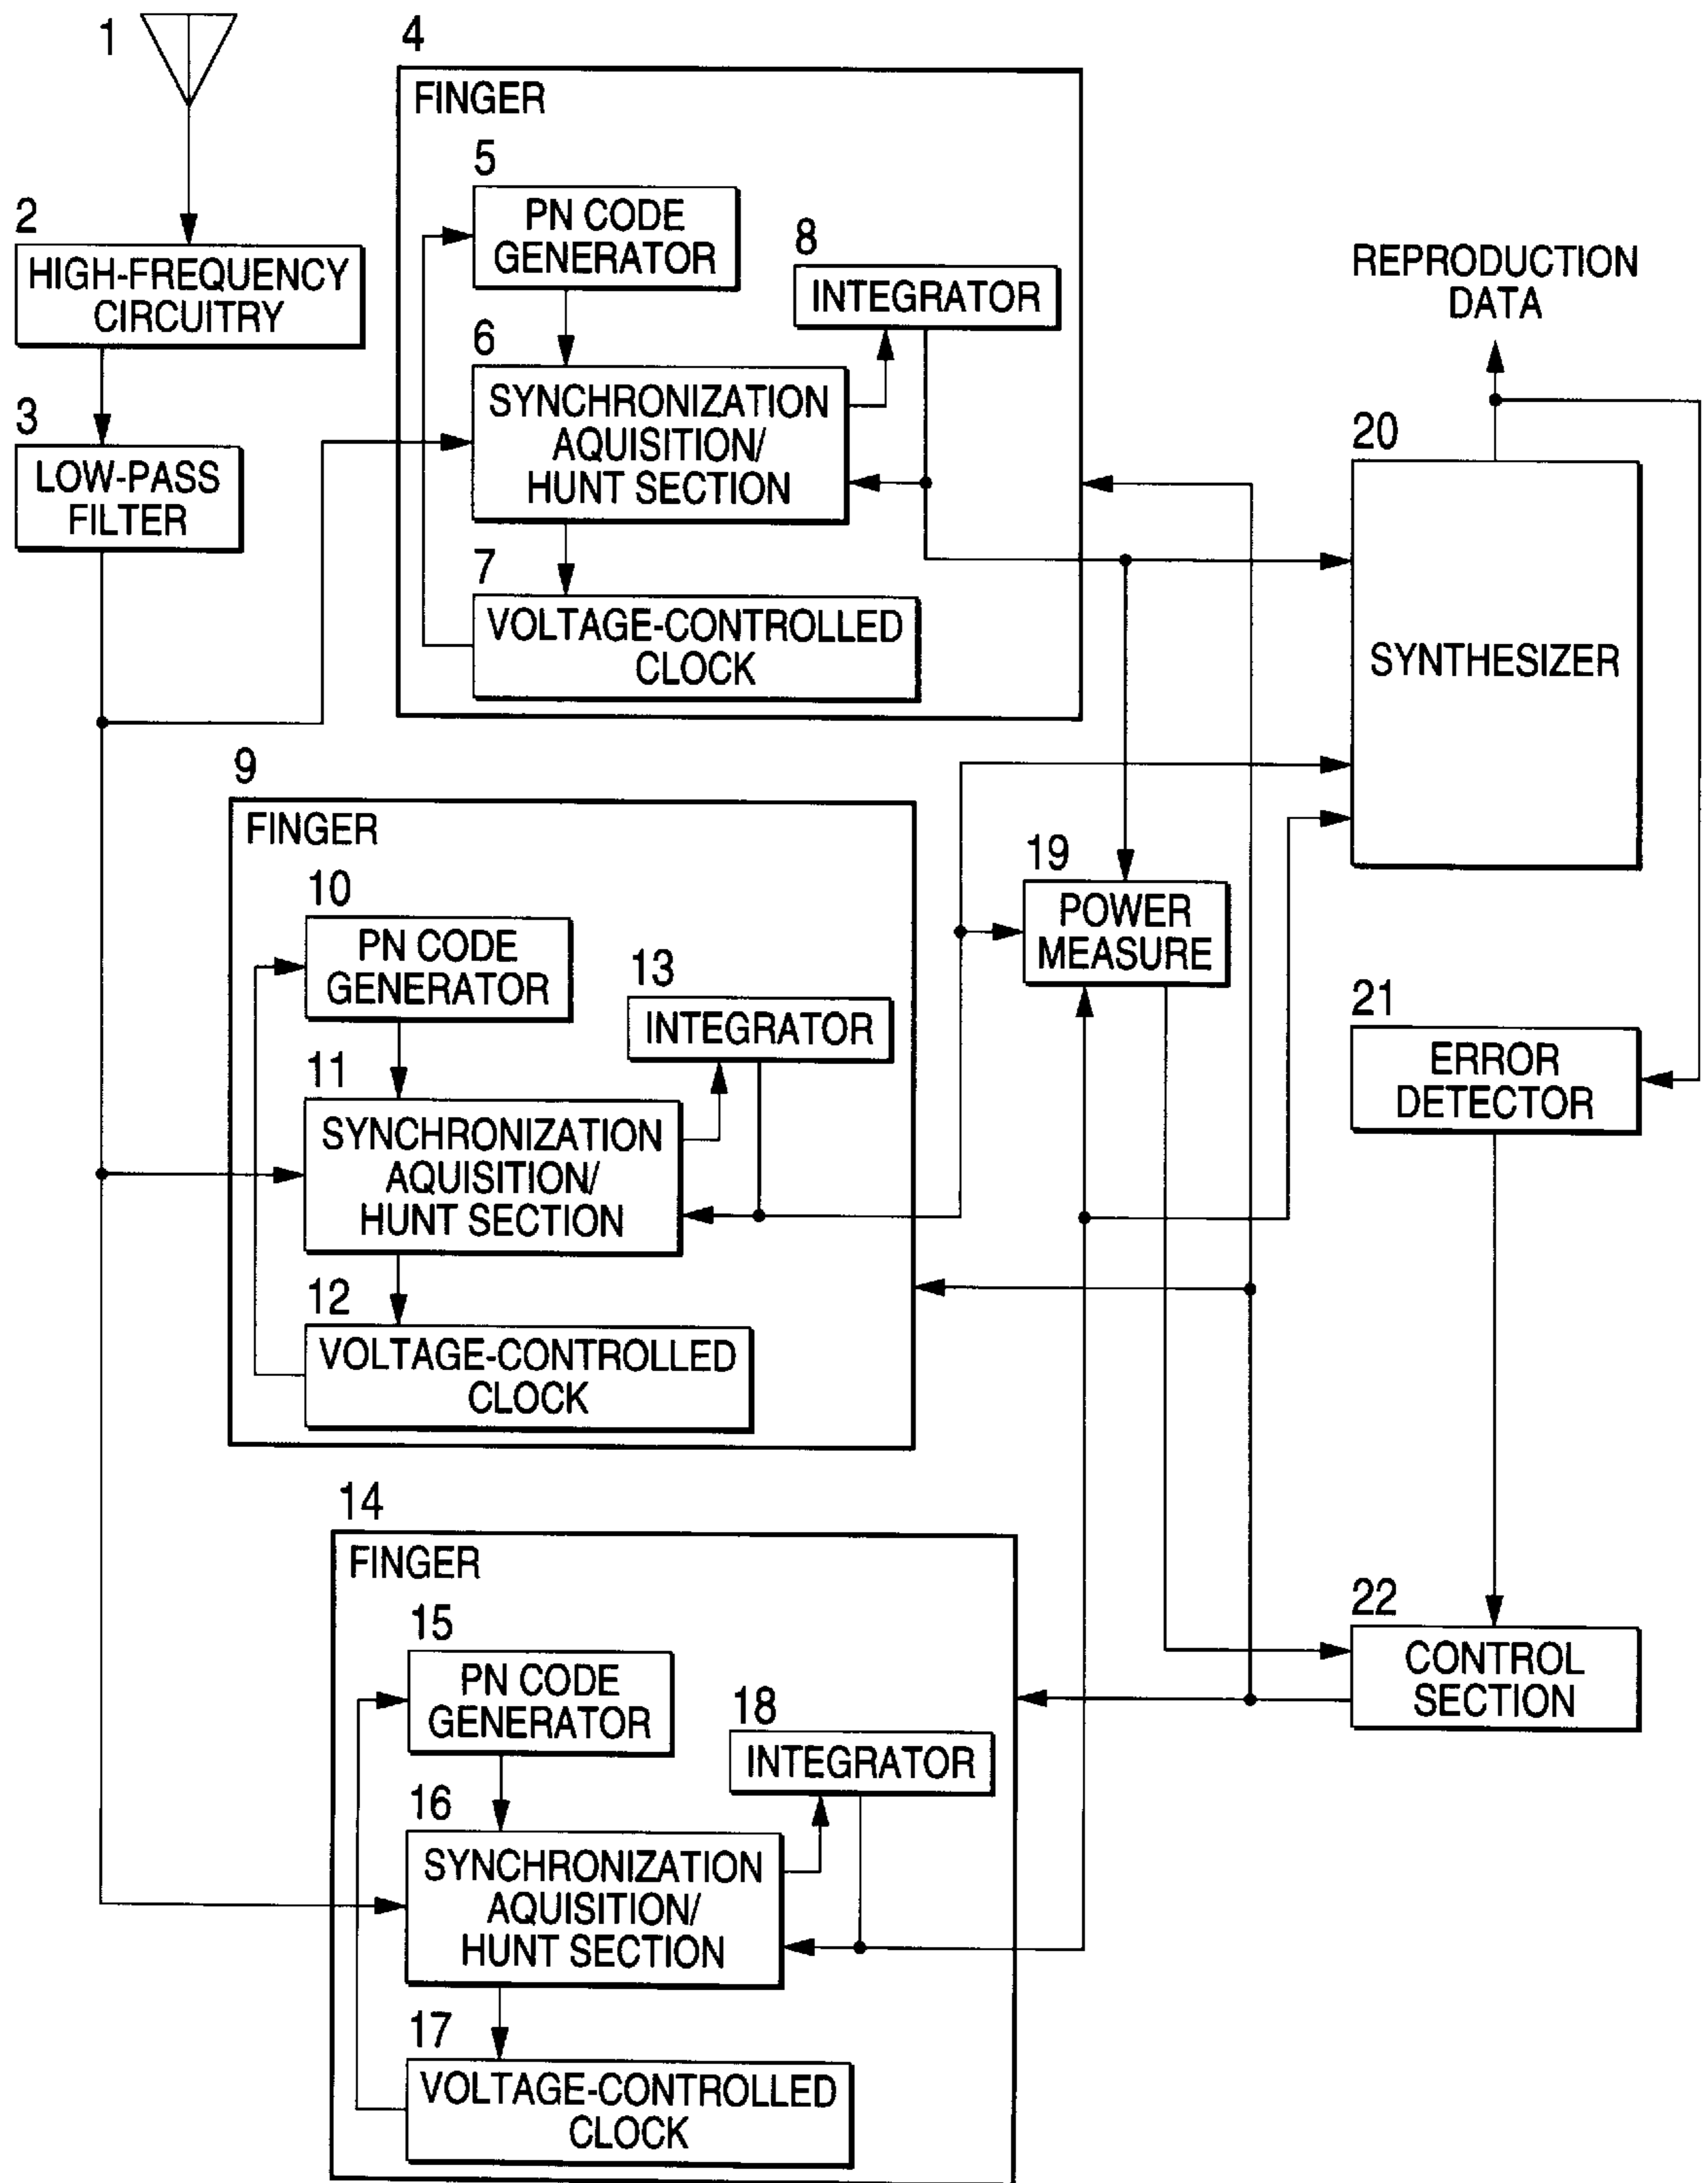 1
2
HIGH-FREQUENCY
CIRCUITRY
3
LOW-PASS
FILTER
4
FINGER
5
PN CODE
GENERATOR
6
SYNCHRONIZATION
AQUISITION/
HUNT SECTION
7
VOLTAGE-CONTROLLED
CLOCK
8
INTEGRATOR
9
FINGER
10
PN CODE
GENERATOR
11
SYNCHRONIZATION
AQUISITION/
HUNT SECTION
12
VOLTAGE-CONTROLLED
CLOCK
13
INTEGRATOR
14
FINGER
15
PN CODE
GENERATOR
16
SYNCHRONIZATION
AQUISITION/
HUNT SECTION
17
VOLTAGE-CONTROLLED
CLOCK
18
INTEGRATOR
19
POWER
MEASURE
REPRODUCTION
DATA
20
SYNTHESIZER
21
ERROR
DETECTOR
22
CONTROL
SECTION